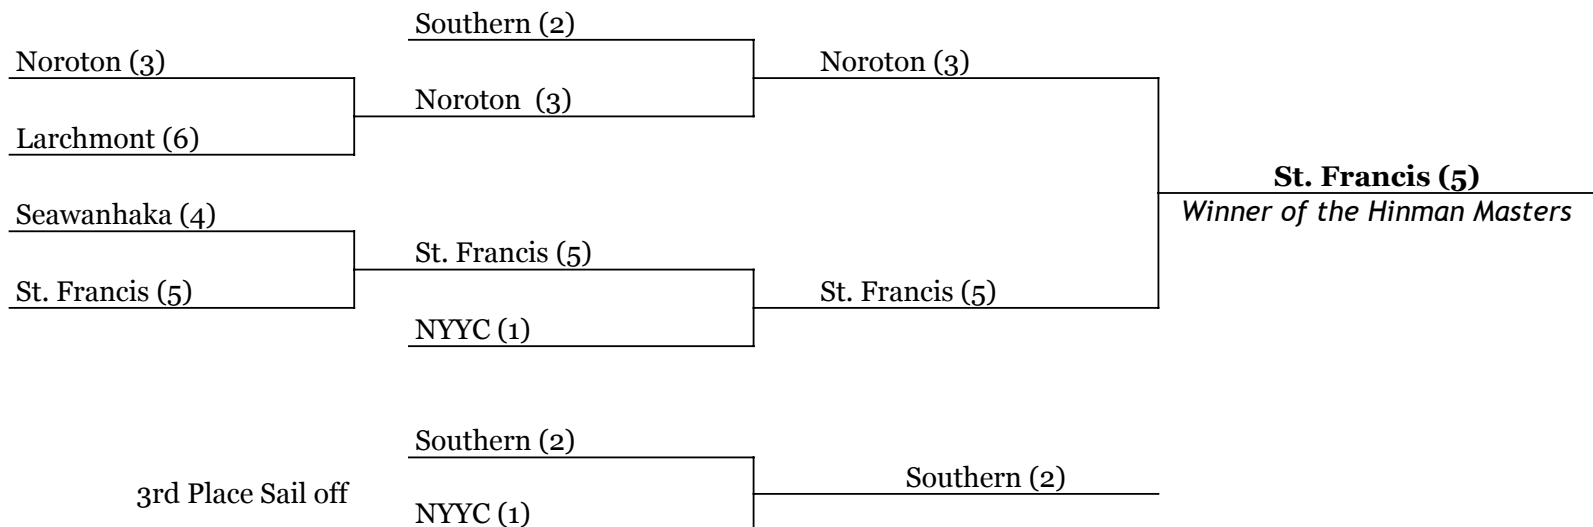 Southern (2)
Noroton (3)
Noroton (3)
Noroton  (3)
Larchmont (6)
St. Francis (5)
Winner of the Hinman Masters
Seawanhaka (4)
St. Francis (5)
St. Francis (5)
St. Francis (5)
NYYC (1)
Southern (2)
Southern (2)
3rd Place Sail off
NYYC (1)